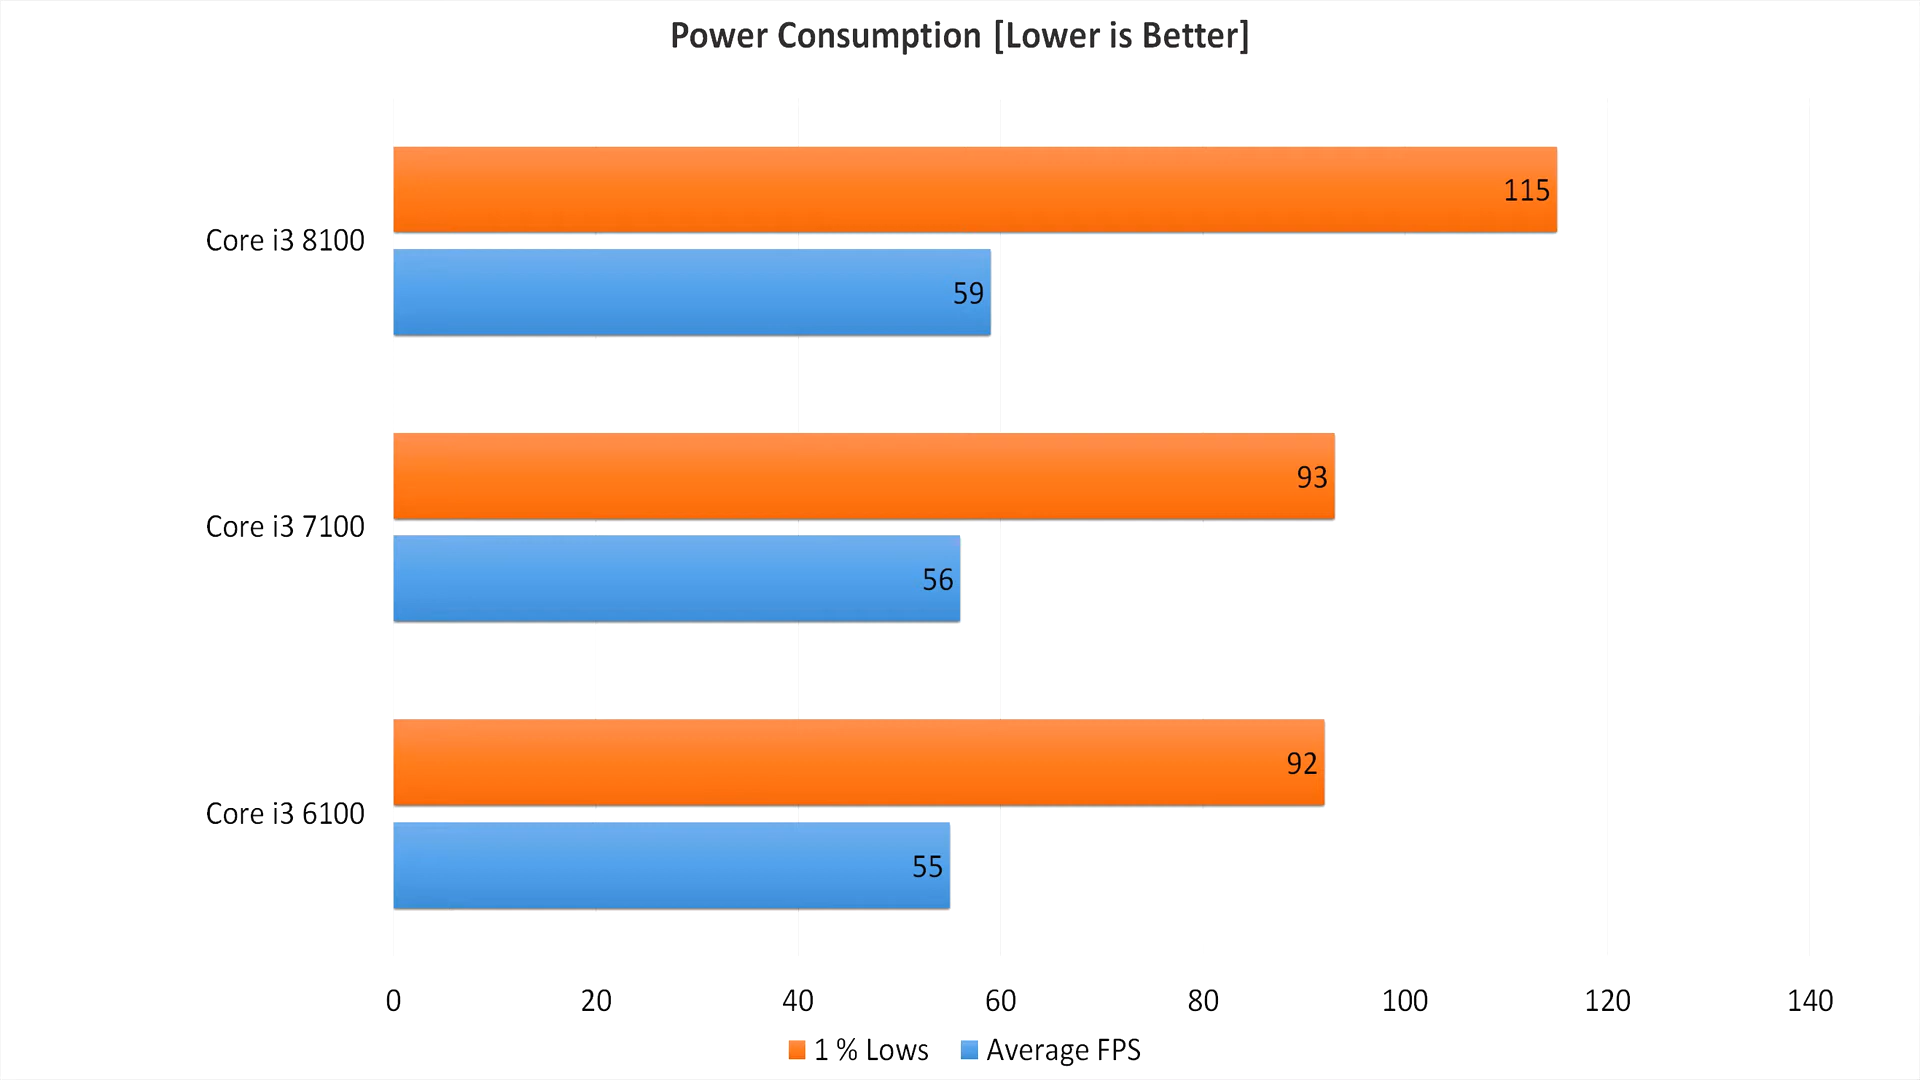 Power Consumption [Lower is Better]
Core i3 8100
115
59
Core i3 7100
93
56
Core i3 6100
92
55
0 20 40 60 80 100 120 140
1 % Lows Average FPS